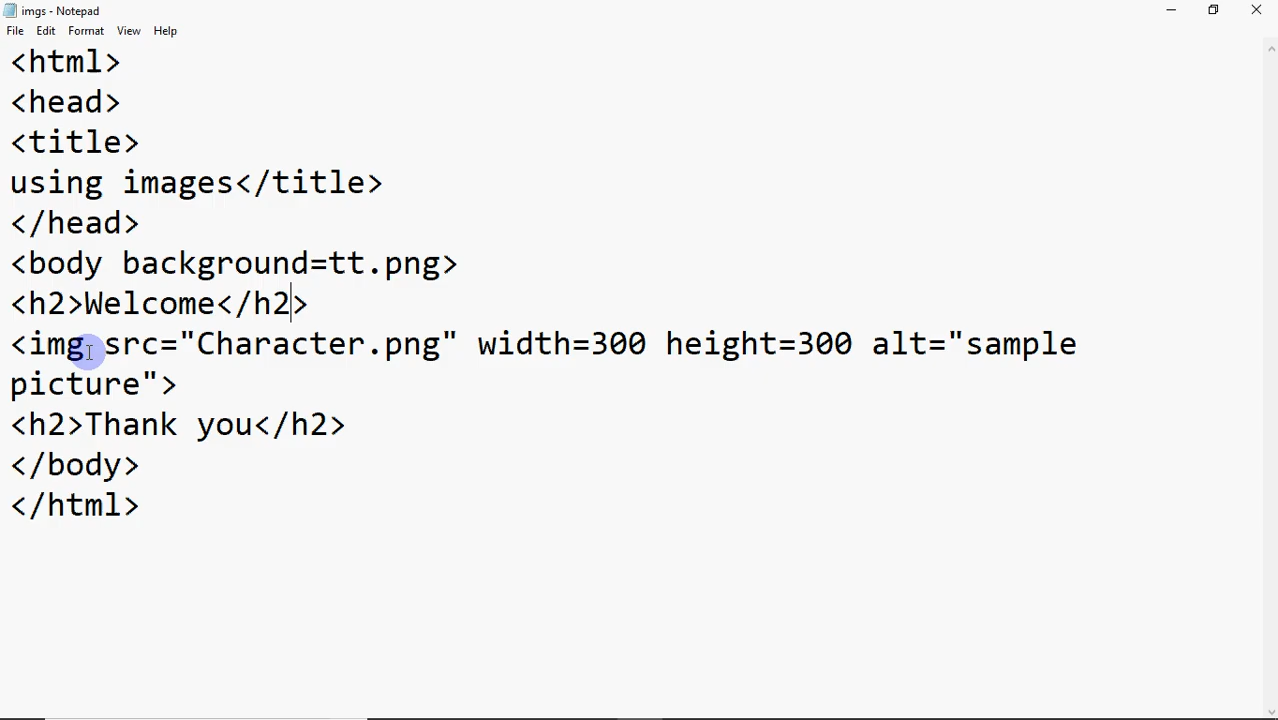 imgs - Notepad
File Edit Format View Help
<html>
<head>
<title>
using images</title>
</head>
<body background=tt.png>
<h2>Welcome</h2>
<img src="Character.png" width=300 height=300 alt="sample
picture">
<h2>Thank you</h2>
</body>
</html>